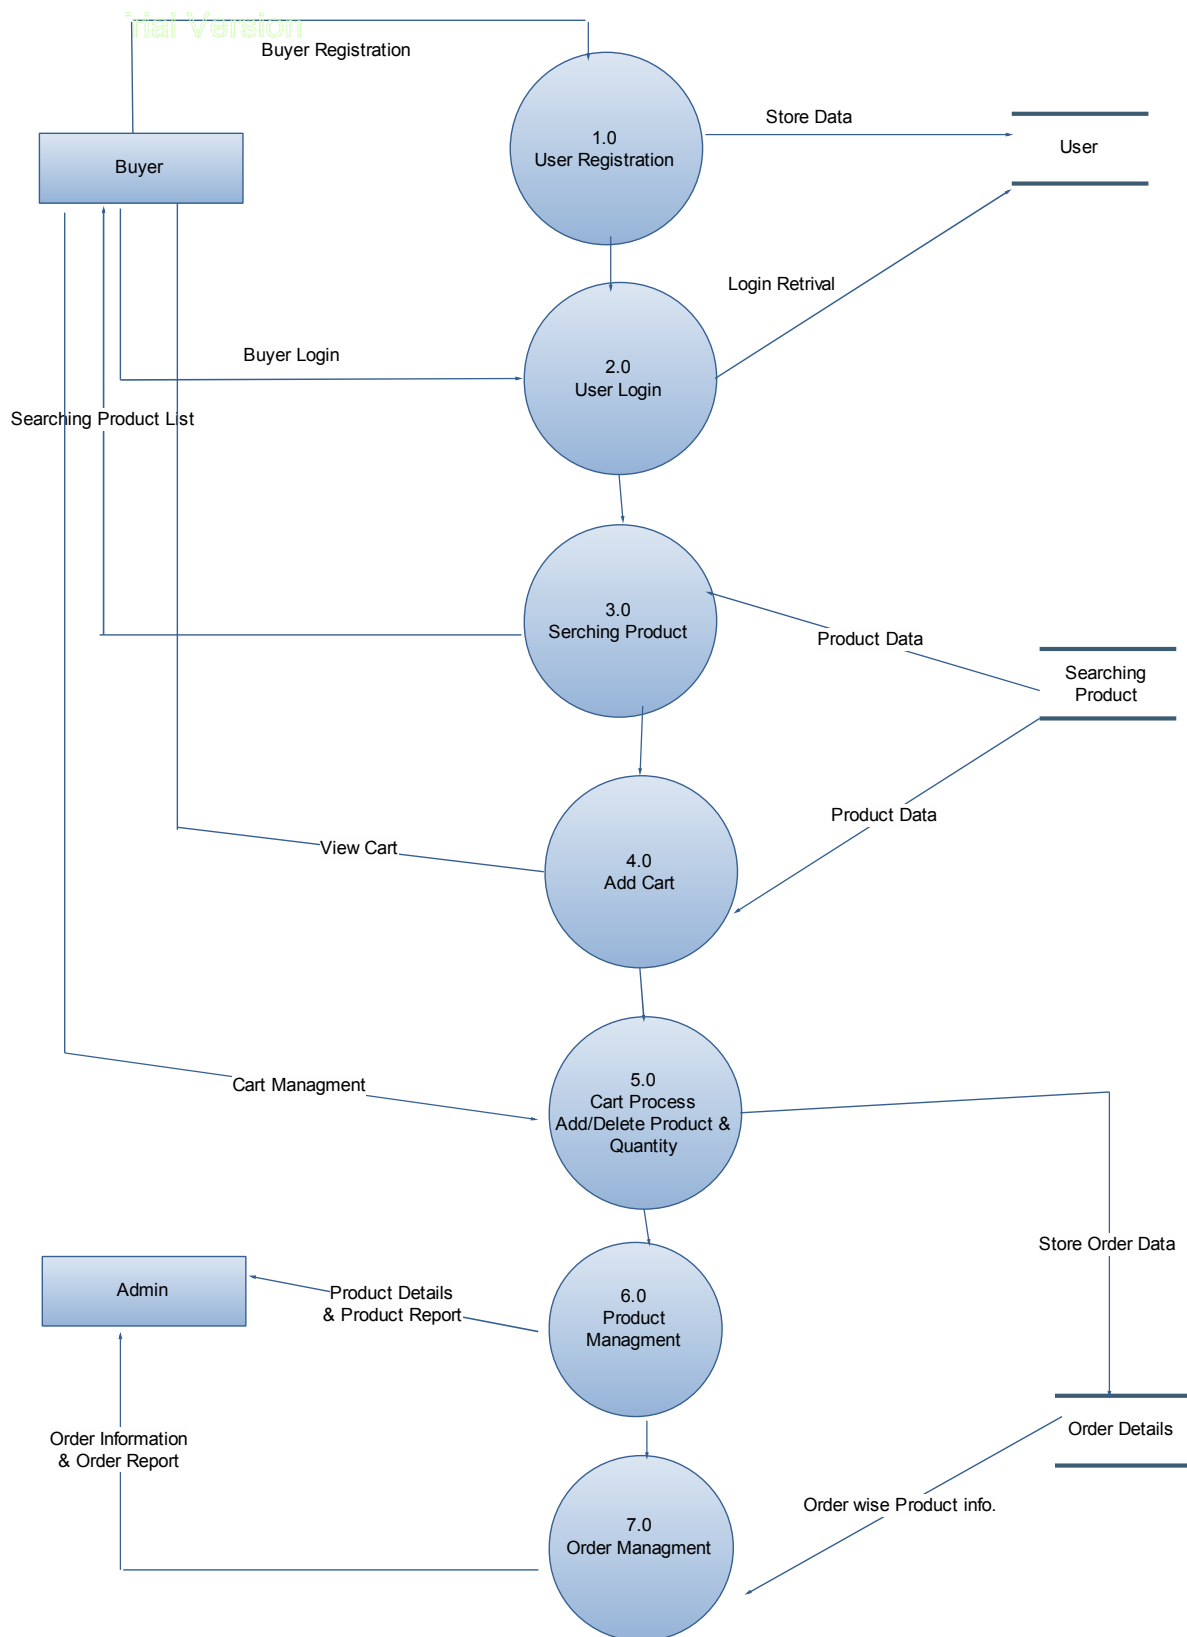 Trial Version
Buyer Registration
1.0
User Registration
Store Data
User
Buyer
Login Retrival
Buyer Login
2.0
User Login
Searching Product List
3.0
Serching Product
Product Data
Searching
Product
Product Data
View Cart
4.0
Add Cart
Cart Managment
5.0
Cart Process
Add/Delete Product &
Quantity
Store Order Data
Admin
Product Details
& Product Report
6.0
Product
Managment
Order Information
& Order Report
Order Details
Order wise Product info.
7.0
Order Managment